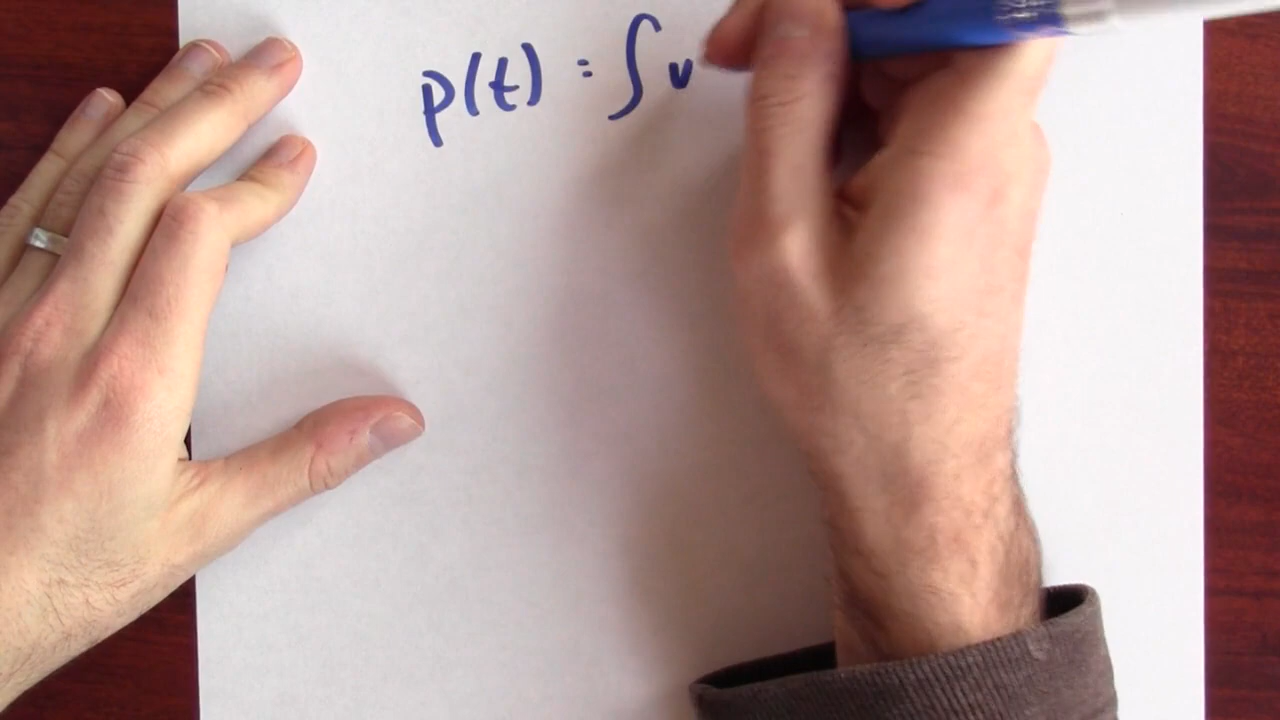 p(t) = ∫ v